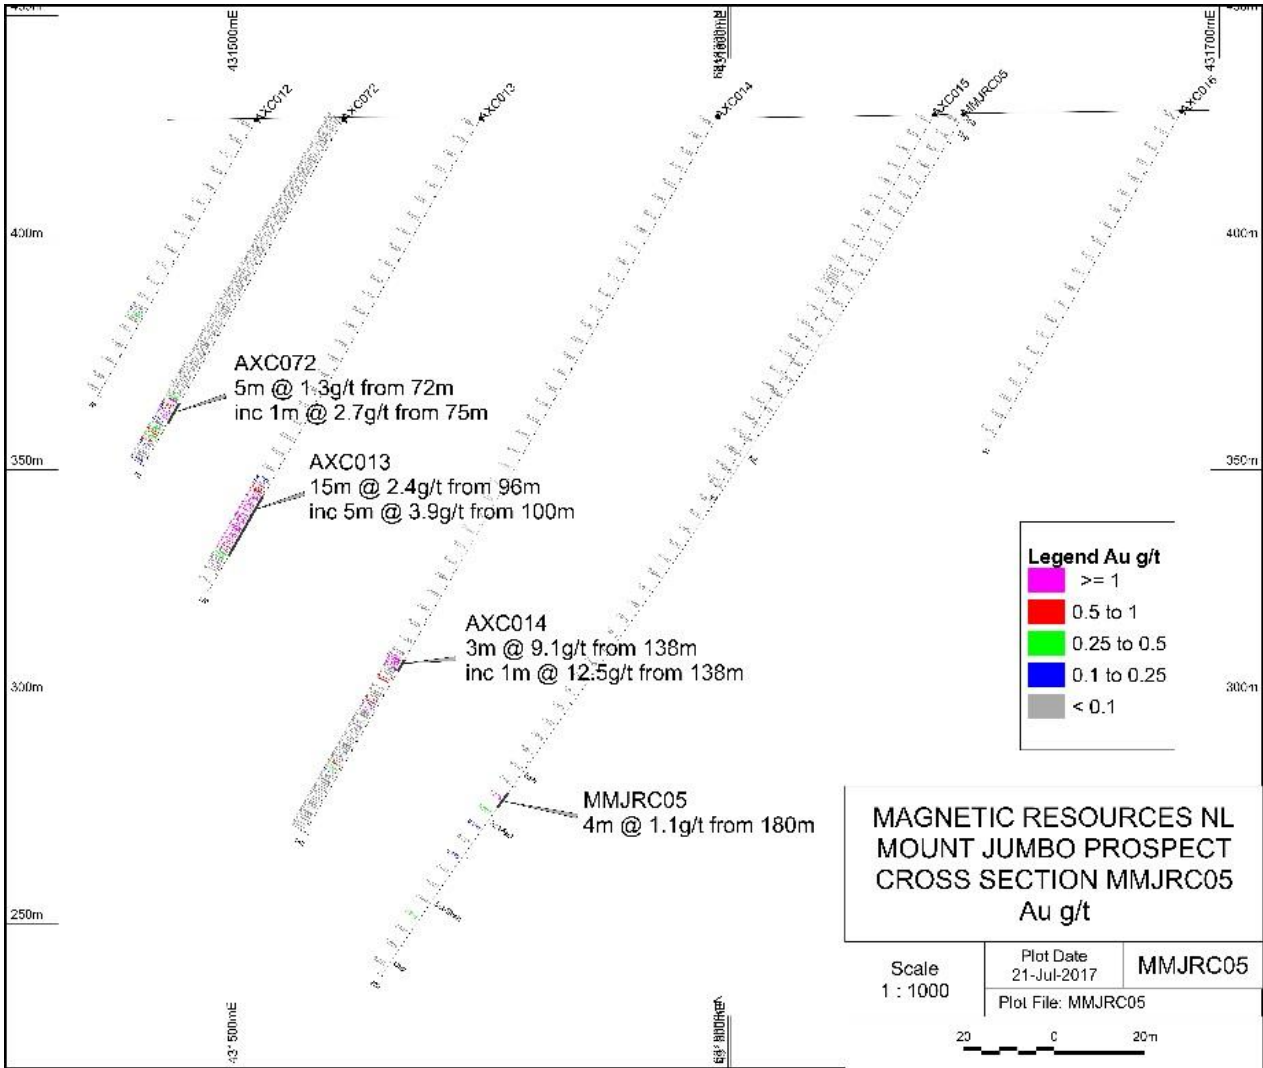 431500mE
431700mE
AXC012
AXC072
AXC013
AXC014
AXC015
MMJRC05
AXC016
400m
400m
AXC072
5m @ 1.3g/t from 72m
inc 1m @ 2.7g/t from 75m
350m
350m
AXC013
15m @ 2.4g/t from 96m
inc 5m @ 3.9g/t from 100m
Legend Au g/t
>= 1
0.5 to 1
0.25 to 0.5
0.1 to 0.25
< 0.1
AXC014
3m @ 9.1g/t from 138m
inc 1m @ 12.5g/t from 138m
300m
300m
MMJRC05
4m @ 1.1g/t from 180m
MAGNETIC RESOURCES NL
MOUNT JUMBO PROSPECT
CROSS SECTION MMJRC05
Au g/t
250m
Scale
1 : 1000
Plot Date
21-Jul-2017
MMJRC05
Plot File: MMJRC05
431500mE
20 0 20m